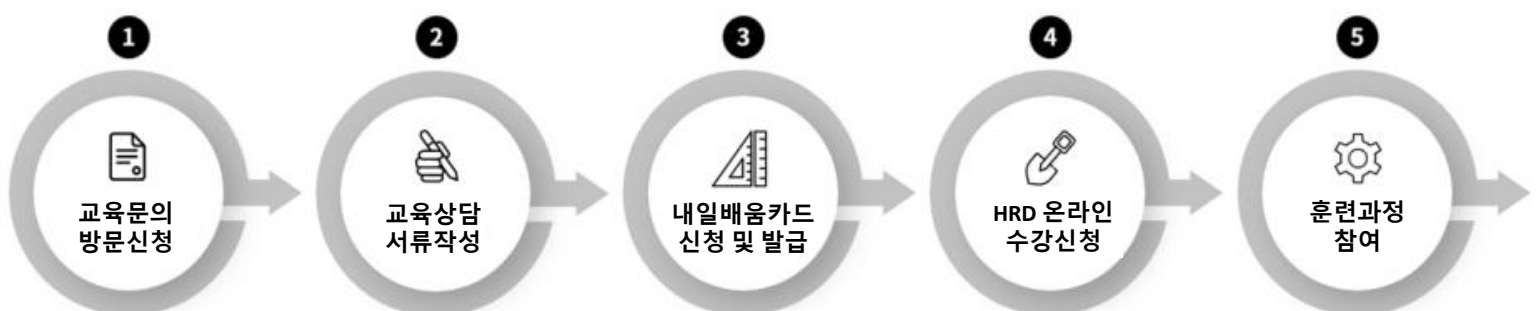 1
2
3
4
5
교육문의
방문신청
교육상담
서류작성
내일배움카드
신청 및 발급
HRD 온라인
수강신청
훈련과정
참여